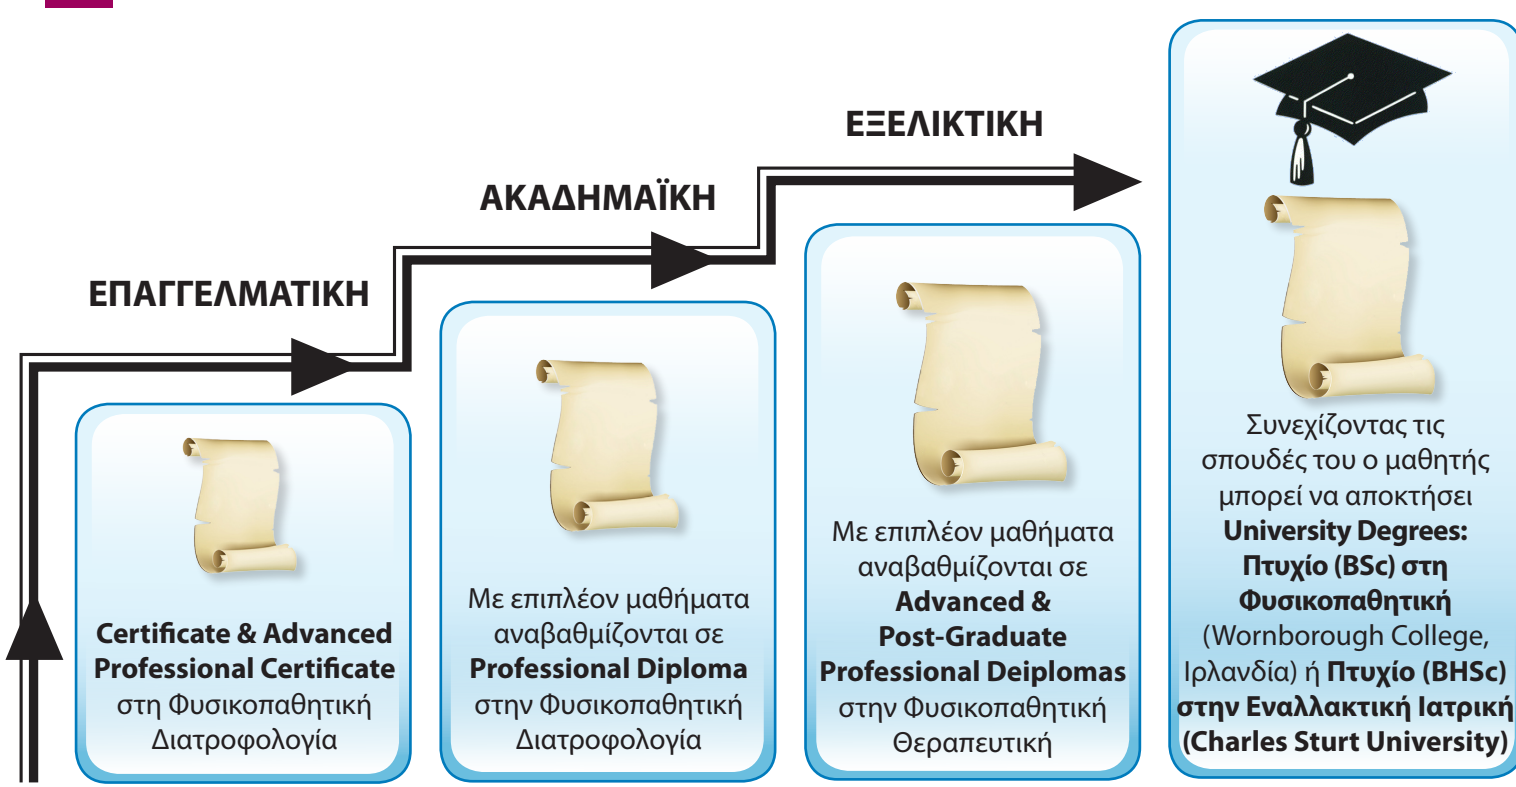 ΕΞΕΛΙΚΤΙΚΗ
ΑΚΑΔΗΜΑΪΚΗ
ΕΠΑΓΓΕΛΜΑΤΙΚΗ
Certificate & Advanced
Professional Certificate
στη Φυσικοπαθητική
Διατροφολογία
Με επιπλέον μαθήματα
αναβαθμίζονται σε
Professional Diploma
στην Φυσικοπαθητική
Διατροφολογία
Με επιπλέον μαθήματα
αναβαθμίζονται σε
Advanced &
Post-Graduate
Professional Deiplomas
στην Φυσικοπαθητική
Θεραπευτική
Συνεχίζοντας τις
σπουδές του ο μαθητής
μπορεί να αποκτήσει
University Degrees:
Πτυχίο (BSc) στη
Φυσικοπαθητική
(Wornborough College,
Ιρλανδία) ή Πτυχίο (BHSc)
στην Εναλλακτική Ιατρική
(Charles Sturt University)